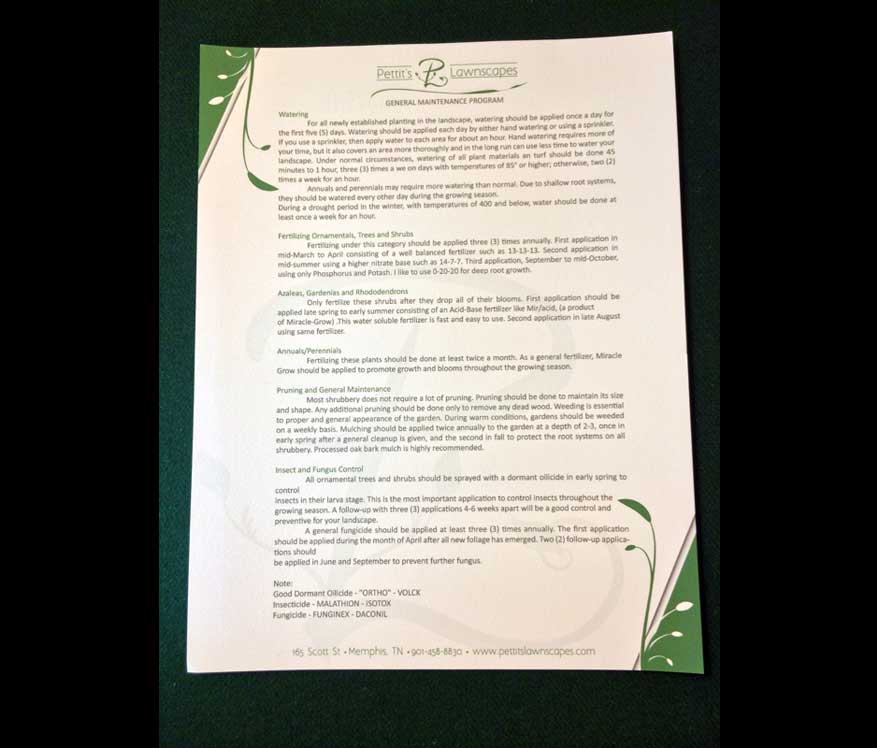 Pettit's PL Lawnscapes
GENERAL MAINTENANCE PROGRAM
Watering
For all newly established planting in the landscape, watering should be applied once a day for
the first five (5) days. Watering should be applied each day by either hand watering or using a sprinkler.
If you use a sprinkler, then apply water to each area for about an hour. Hand watering requires more of
your time, but it also covers an area more thoroughly and in the long run can use less time to water your
landscape. Under normal circumstances, watering of all plant materials an turf should be done 45
minutes to 1 hour, three (3) times a we on days with temperatures of 85° or higher; otherwise, two (2)
times a week for an hour.
Annuals and perennials may require more watering than normal. Due to shallow root systems,
they should be watered every other day during the growing season.
During a drought period in the winter, with temperatures of 400 and below, water should be done at
least once a week for an hour.
Fertilizing Ornamentals, Trees and Shrubs
Fertilizing under this category should be applied three (3) times annually. First application in
mid-March to April consisting of a well balanced fertilizer such as 13-13-13. Second application in
mid-summer using a higher nitrate base such as 14-7-7. Third application, September to mid-October,
using only Phosphorus and Potash. I like to use 0-20-20 for deep root growth.
Azaleas, Gardenias and Rhododendrons
Only fertilize these shrubs after they drop all of their blooms. First application should be
applied late spring to early summer consisting of an Acid-Base fertilizer like Mir/acid, (a product
of Miracle-Grow) .This water soluble fertilizer is fast and easy to use. Second application in late August
using same fertilizer.
Annuals/Perennials
Fertilizing these plants should be done at least twice a month. As a general fertilizer, Miracle
Grow should be applied to promote growth and blooms throughout the growing season.
Pruning and General Maintenance
Most shrubbery does not require a lot of pruning. Pruning should be done to maintain its size
and shape. Any additional pruning should be done only to remove any dead wood. Weeding is essential
to proper and general appearance of the garden. During warm conditions, gardens should be weeded
on a weekly basis. Mulching should be applied twice annually to the garden at a depth of 2-3, once in
early spring after a general cleanup is given, and the second in fall to protect the root systems on all
shrubbery. Processed oak bark mulch is highly recommended.
Insect and Fungus Control
All ornamental trees and shrubs should be sprayed with a dormant oilicide in early spring to
control
insects in their larva stage. This is the most important application to control insects throughout the
growing season. A follow-up with three (3) applications 4-6 weeks apart will be a good control and
preventive for your landscape.
A general fungicide should be applied at least three (3) times annually. The first application
should be applied during the month of April after all new foliage has emerged. Two (2) follow-up applica-
tions should
be applied in June and September to prevent further fungus.
Note:
Good Dormant Oilicide - "ORTHO" - VOLCK
Insecticide - MALATHION - ISOTOX
Fungicide - FUNGINEX - DACONIL
165 Scott St • Memphis, TN • 901-458-8830 • www.pettitslawnscapes.com